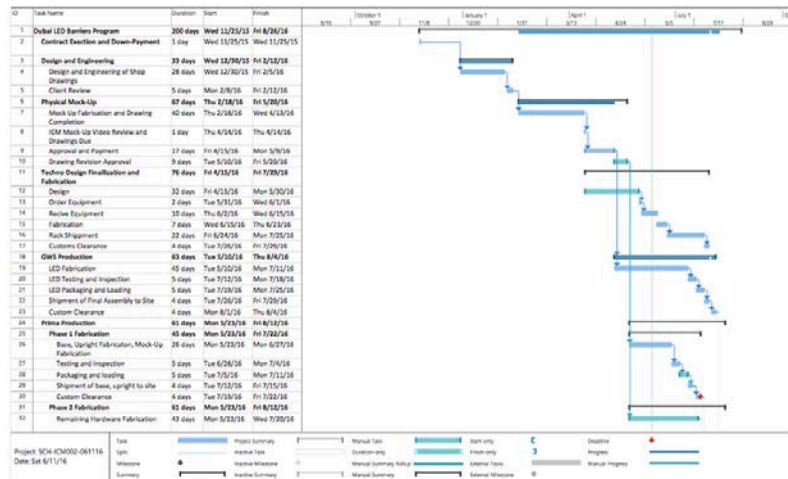 ID Task Name Duration Start Finish
October 1 January 1 April 1 July 1
1 Dubai LED Barriers Program 200 days Wed 11/25/15 Fri 8/26/16
2 Contract Exection and Down-Payment 1 day Wed 11/25/15 Wed 11/25/15
3 Design and Engineering 33 days Wed 12/30/15 Fri 2/12/16
4 Design and Engineering of Shop Drawings 28 days Wed 12/30/15 Fri 2/5/16
5 Client Review 5 days Mon 2/8/16 Fri 2/12/16
6 Physical Mock-Up 67 days Thu 2/18/16 Fri 5/20/16
7 Mock Up Fabrication and Drawing Completion 40 days Thu 2/18/16 Wed 4/13/16
8 ICM Mock-Up Video Review and Drawings Due 1 day Thu 4/14/16 Thu 4/14/16
9 Approval and Payment 17 days Fri 4/15/16 Mon 5/9/16
10 Drawing Revision Approval 9 days Tue 5/10/16 Fri 5/20/16
11 Techno Design Finallization and Fabrication 76 days Fri 4/15/16 Fri 7/29/16
12 Design 32 days Fri 4/15/16 Mon 5/30/16
13 Order Equipment 2 days Tue 5/31/16 Wed 6/1/16
14 Recive Equipment 10 days Thu 6/2/16 Wed 6/15/16
15 Fabrication 7 days Wed 6/15/16 Thu 6/23/16
16 Rack Shippment 22 days Fri 6/24/16 Mon 7/25/16
17 Customs Clearance 4 days Tue 7/26/16 Fri 7/29/16
18 GWS Production 63 days Tue 5/10/16 Thu 8/4/16
19 LED Fabrication 45 days Tue 5/10/16 Mon 7/11/16
20 LED Testing and Inspection 5 days Tue 7/12/16 Mon 7/18/16
21 LED Packaging and Loading 5 days Tue 7/19/16 Mon 7/25/16
22 Shipment of Final Assembly to Site 4 days Tue 7/26/16 Fri 7/29/16
23 Custom Clearance 4 days Mon 8/1/16 Thu 8/4/16
24 Prima Production 61 days Mon 5/23/16 Fri 8/12/16
25 Phase 1 Fabrication 45 days Mon 5/23/16 Fri 7/22/16
26 Base, Upright Fabricaton, Mock-Up Fabrication 26 days Mon 5/23/16 Mon 6/27/16
27 Testing and Inspection 5 days Tue 6/28/16 Mon 7/4/16
28 Packaging and loading 5 days Tue 7/5/16 Mon 7/11/16
29 Shipment of base, upright to site 4 days Tue 7/12/16 Fri 7/15/16
30 Custom Clearance 4 days Tue 7/19/16 Fri 7/22/16
31 Phase 2 Fabrication 61 days Mon 5/23/16 Fri 8/12/16
32 Remaining Hardware Fabrication 43 days Mon 5/23/16 Wed 7/20/16
Project: SCH-ICM002-061116
Date: Sat 6/11/16
Task Project Summary Manual Task Start-only Deadline
Split Inactive Task Duration-only Finish-only Progress
Milestone Inactive Milestone Manual Summary Rollup External Tasks Manual Progress
Summary Inactive Summary Manual Summary External Milestone